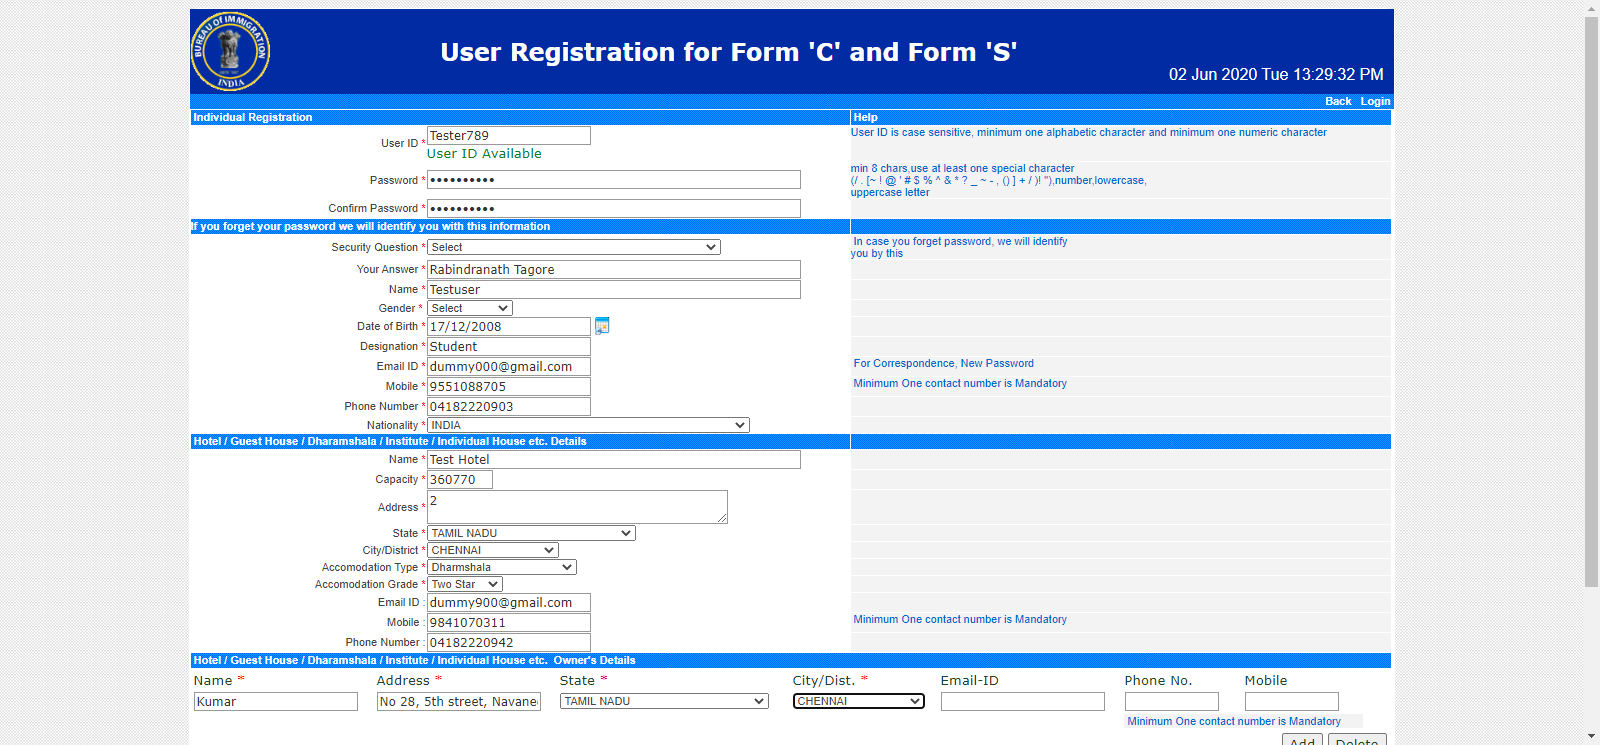 BUREAU OF IMMIGRATION
INDIA
User Registration for Form 'C' and Form 'S'
02 Jun 2020 Tue 13:29:32 PM
Back Login
Individual Registration Help
User ID * Tester789 User ID is case sensitive, minimum one alphabetic character and minimum one numeric character
User ID Available
min 8 chars,use at least one special character
Password * •••••••••• (/ . [~ ! @ ' # $ % ^ & * ? _ ~ - , () ] + / )! "),number,lowercase,
uppercase letter
Confirm Password * ••••••••••
If you forget your password we will identify you with this information
Security Question * Select In case you forget password, we will identify
you by this
Your Answer * Rabindranath Tagore
Name * Testuser
Gender * Select
Date of Birth * 17/12/2008
Designation * Student
Email ID * dummy000@gmail.com For Correspondence, New Password
Mobile * 9551088705 Minimum One contact number is Mandatory
Phone Number * 04182220903
Nationality * INDIA
Hotel / Guest House / Dharamshala / Institute / Individual House etc. Details
Name * Test Hotel
Capacity * 360770
Address * 2
State * TAMIL NADU
City/District * CHENNAI
Accomodation Type * Dharmshala
Accomodation Grade * Two Star
Email ID : dummy900@gmail.com
Mobile : 9841070311 Minimum One contact number is Mandatory
Phone Number : 04182220942
Hotel / Guest House / Dharamshala / Institute / Individual House etc. Owner's Details
Name * Address * State * City/Dist. * Email-ID Phone No. Mobile
Kumar No 28, 5th street, Navane TAMIL NADU CHENNAI
Minimum One contact number is Mandatory
Add Delete